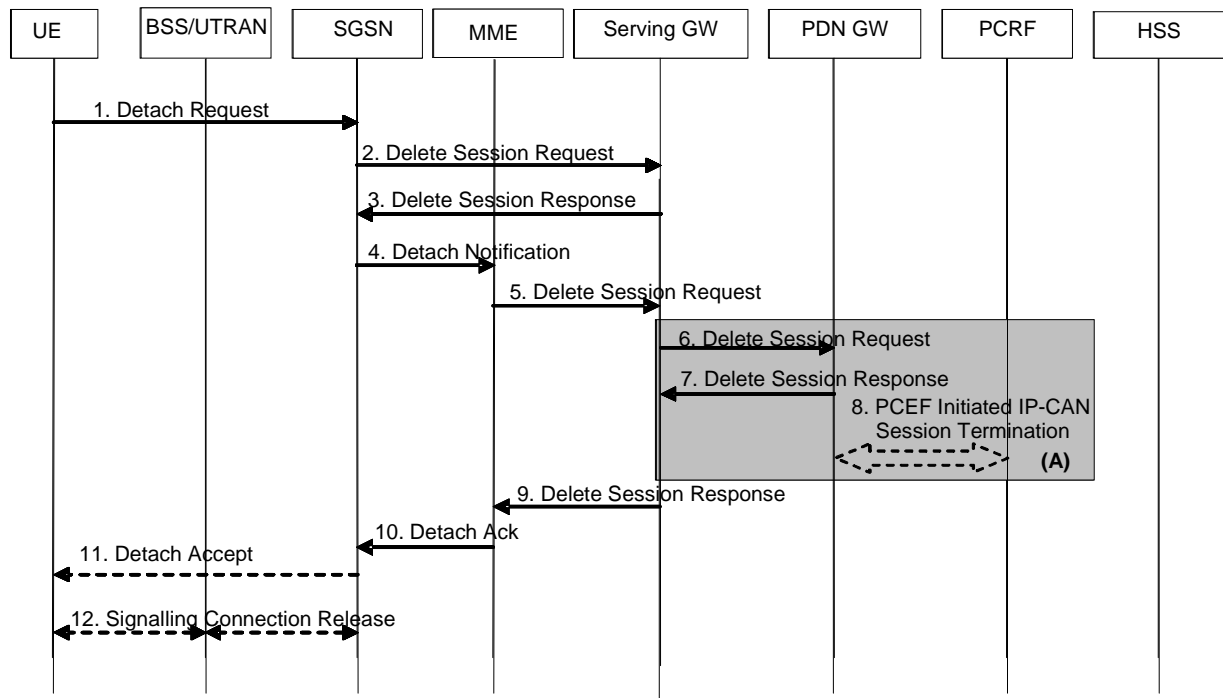 UE
BSS/UTRAN
SGSN
MME
Serving GW
PDN GW
PCRF
HSS
1. Detach Request
2. Delete Session Request
3. Delete Session Response
4. Detach Notification
5. Delete Session Request
6. Delete Session Request
7. Delete Session Response
8. PCEF Initiated IP-CAN
Session Termination
(A)
9. Delete Session Response
10. Detach Ack
11. Detach Accept
12. Signalling Connection Release